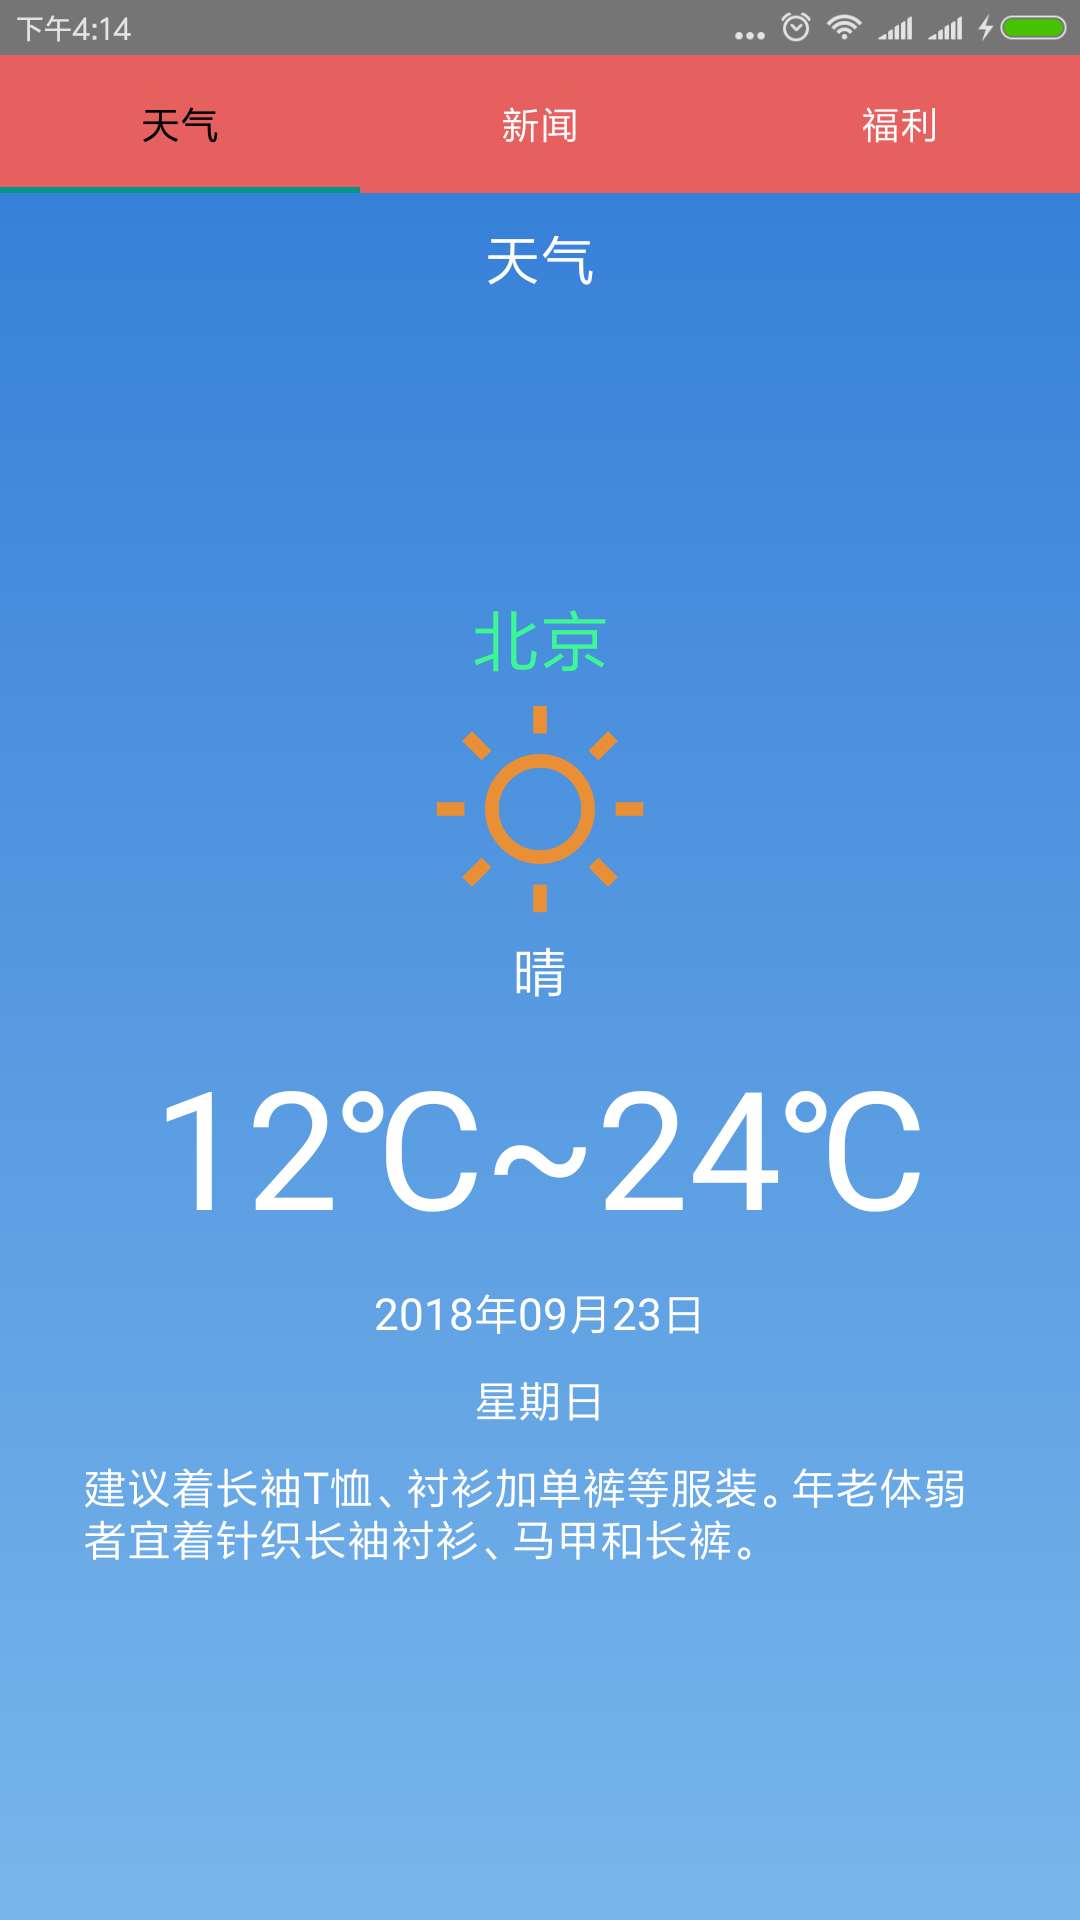 下午4:14
天气 新闻 福利
天气
北京
晴
12℃~24℃
2018年09月23日
星期日
建议着长袖T恤、衬衫加单裤等服装。年老体弱
者宜着针织长袖衬衫、马甲和长裤。